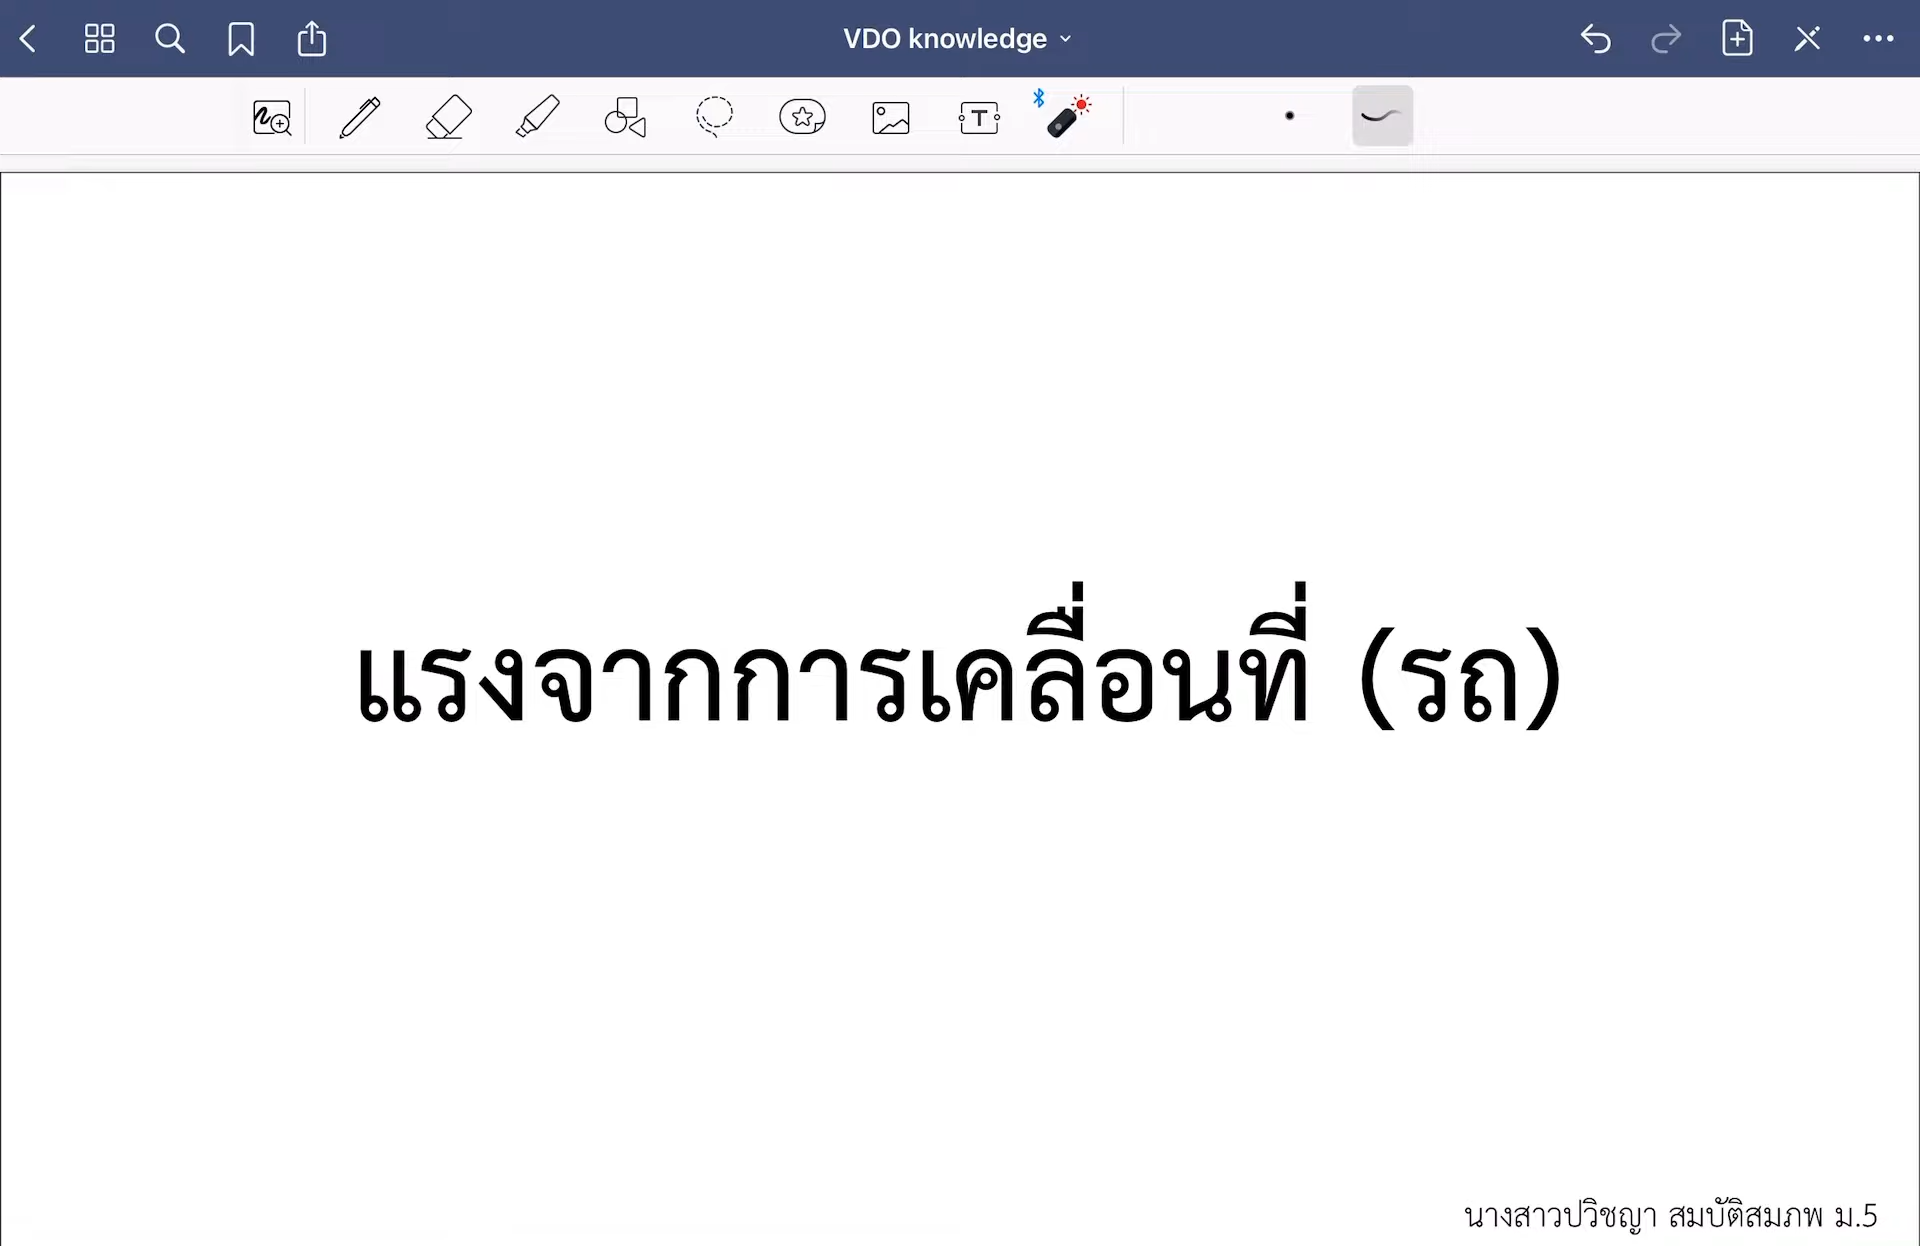 VDO knowledge
T
แรงจากการเคลื่อนที่ (รถ)
นางสาวปวิชญา สมบัติสมภพ ม.5